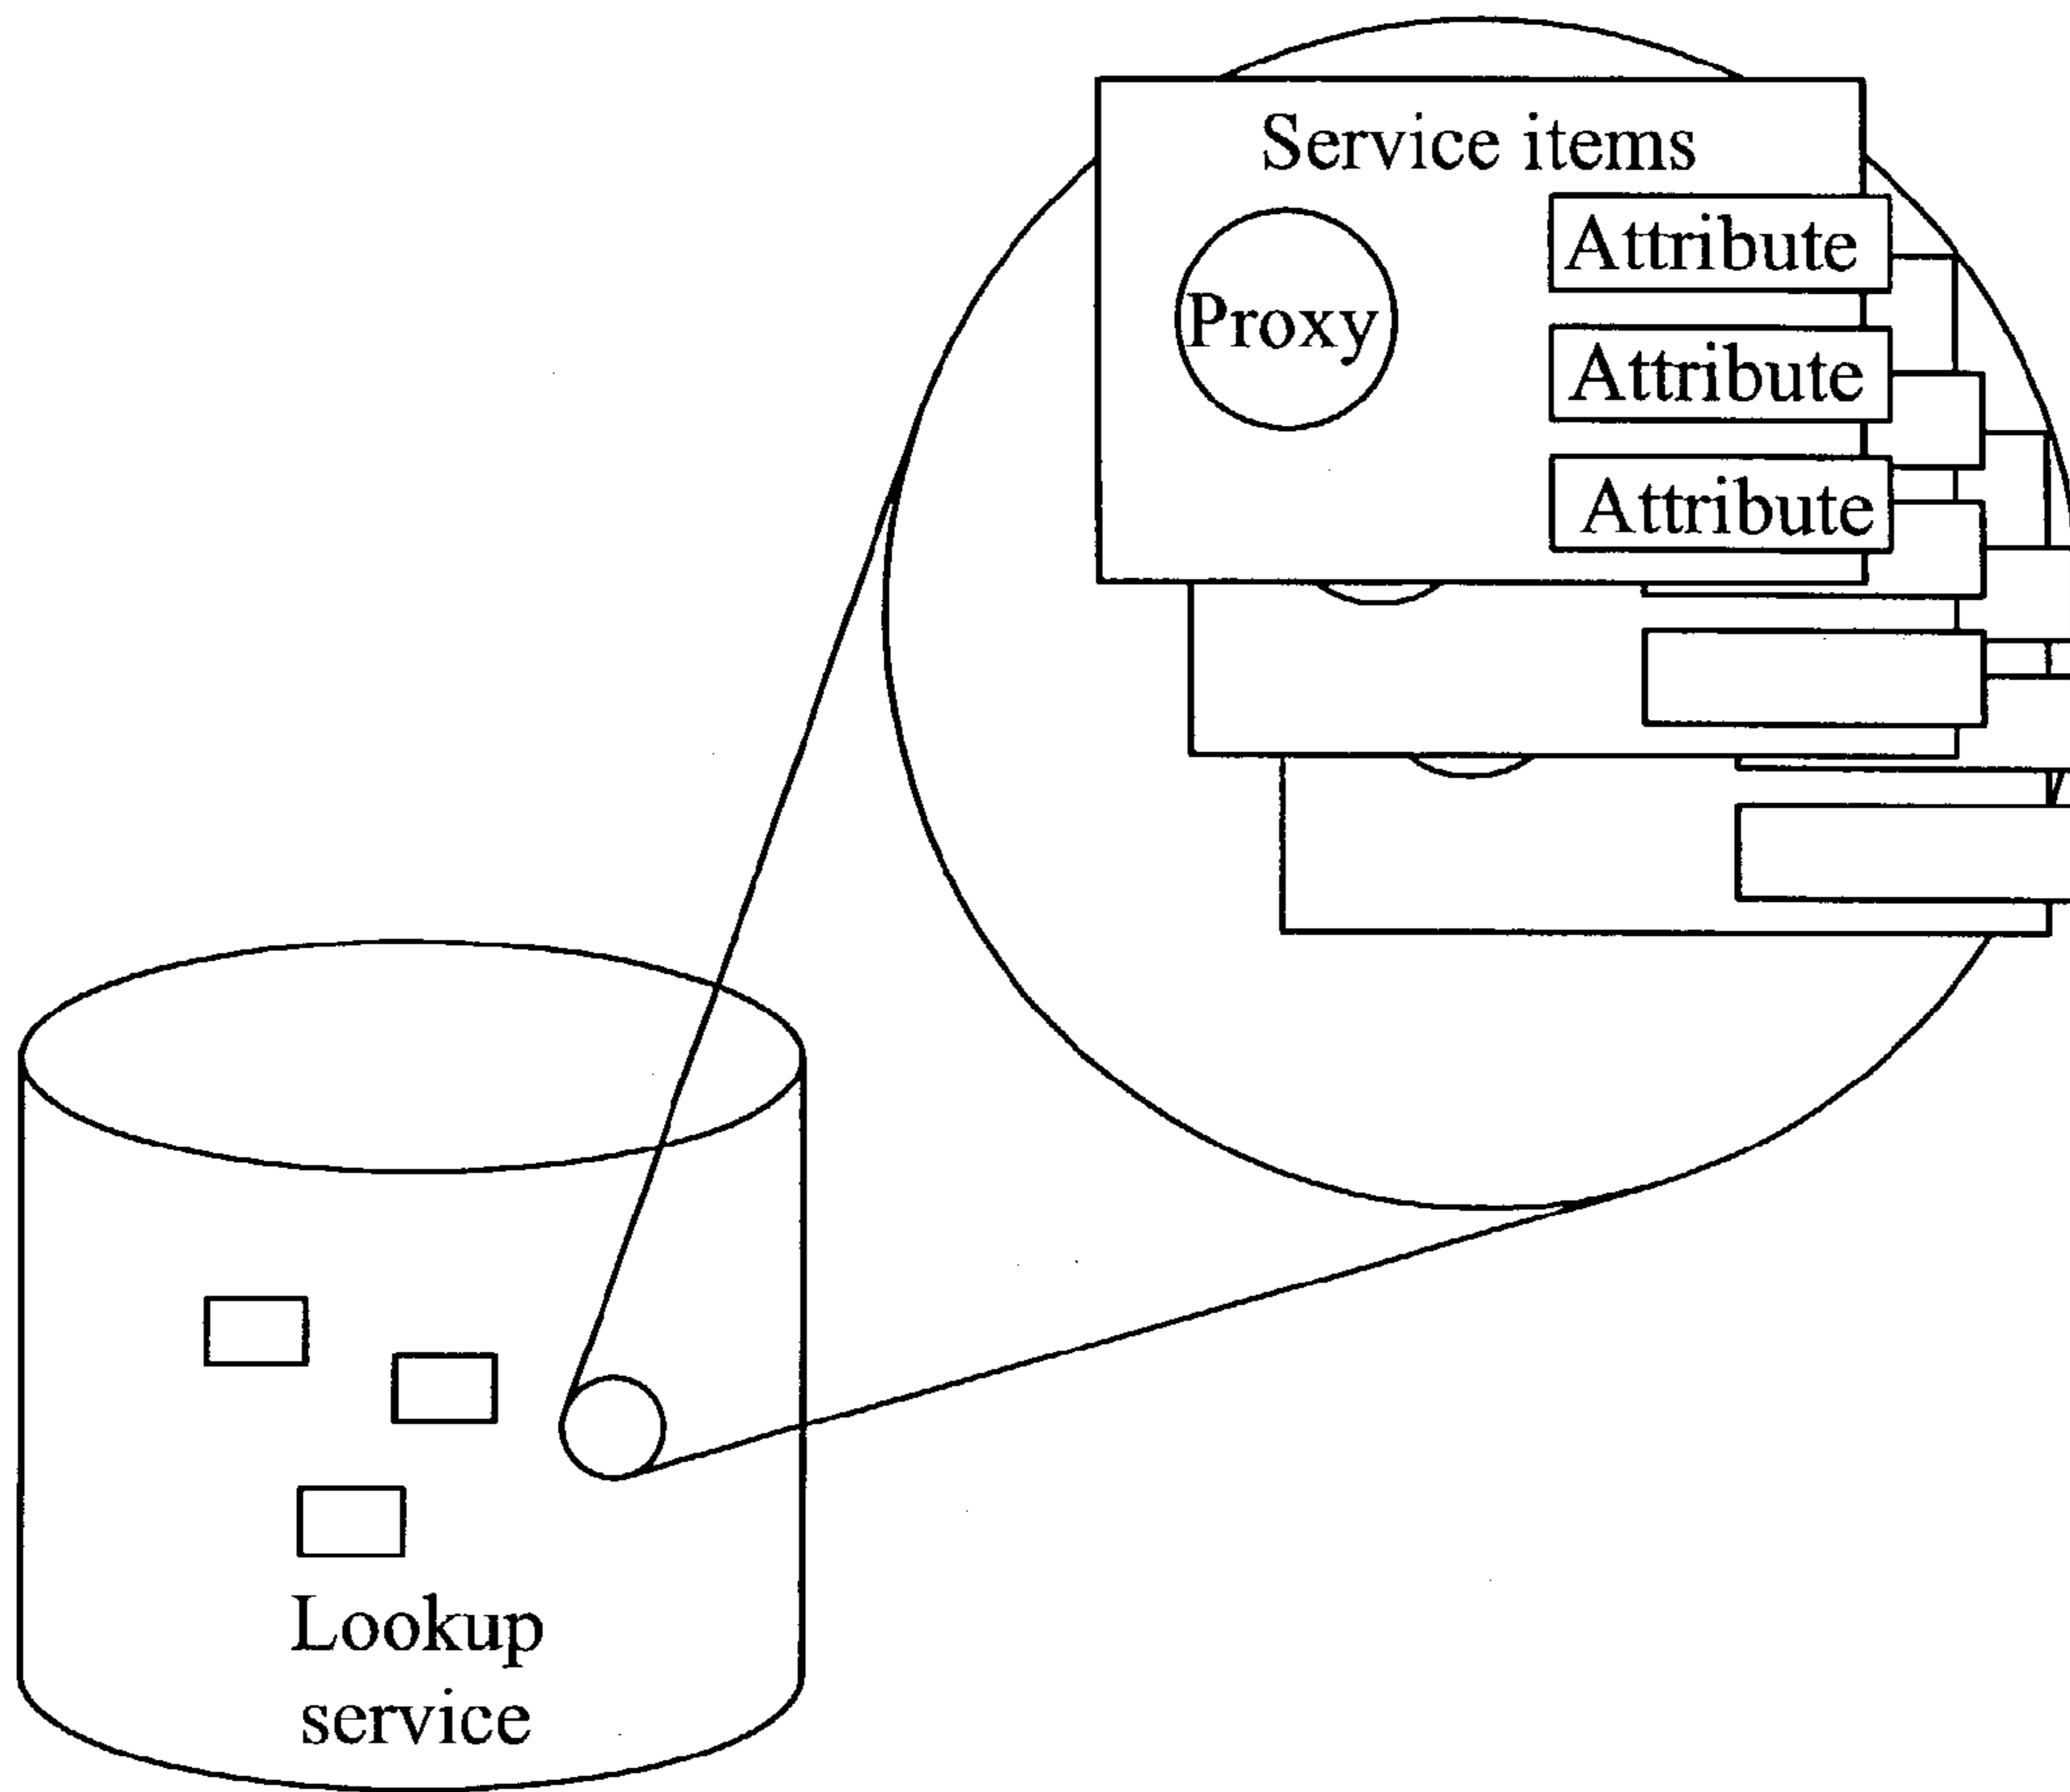 Service items
Attribute
Proxy
Attribute
Attribute
Lookup
service